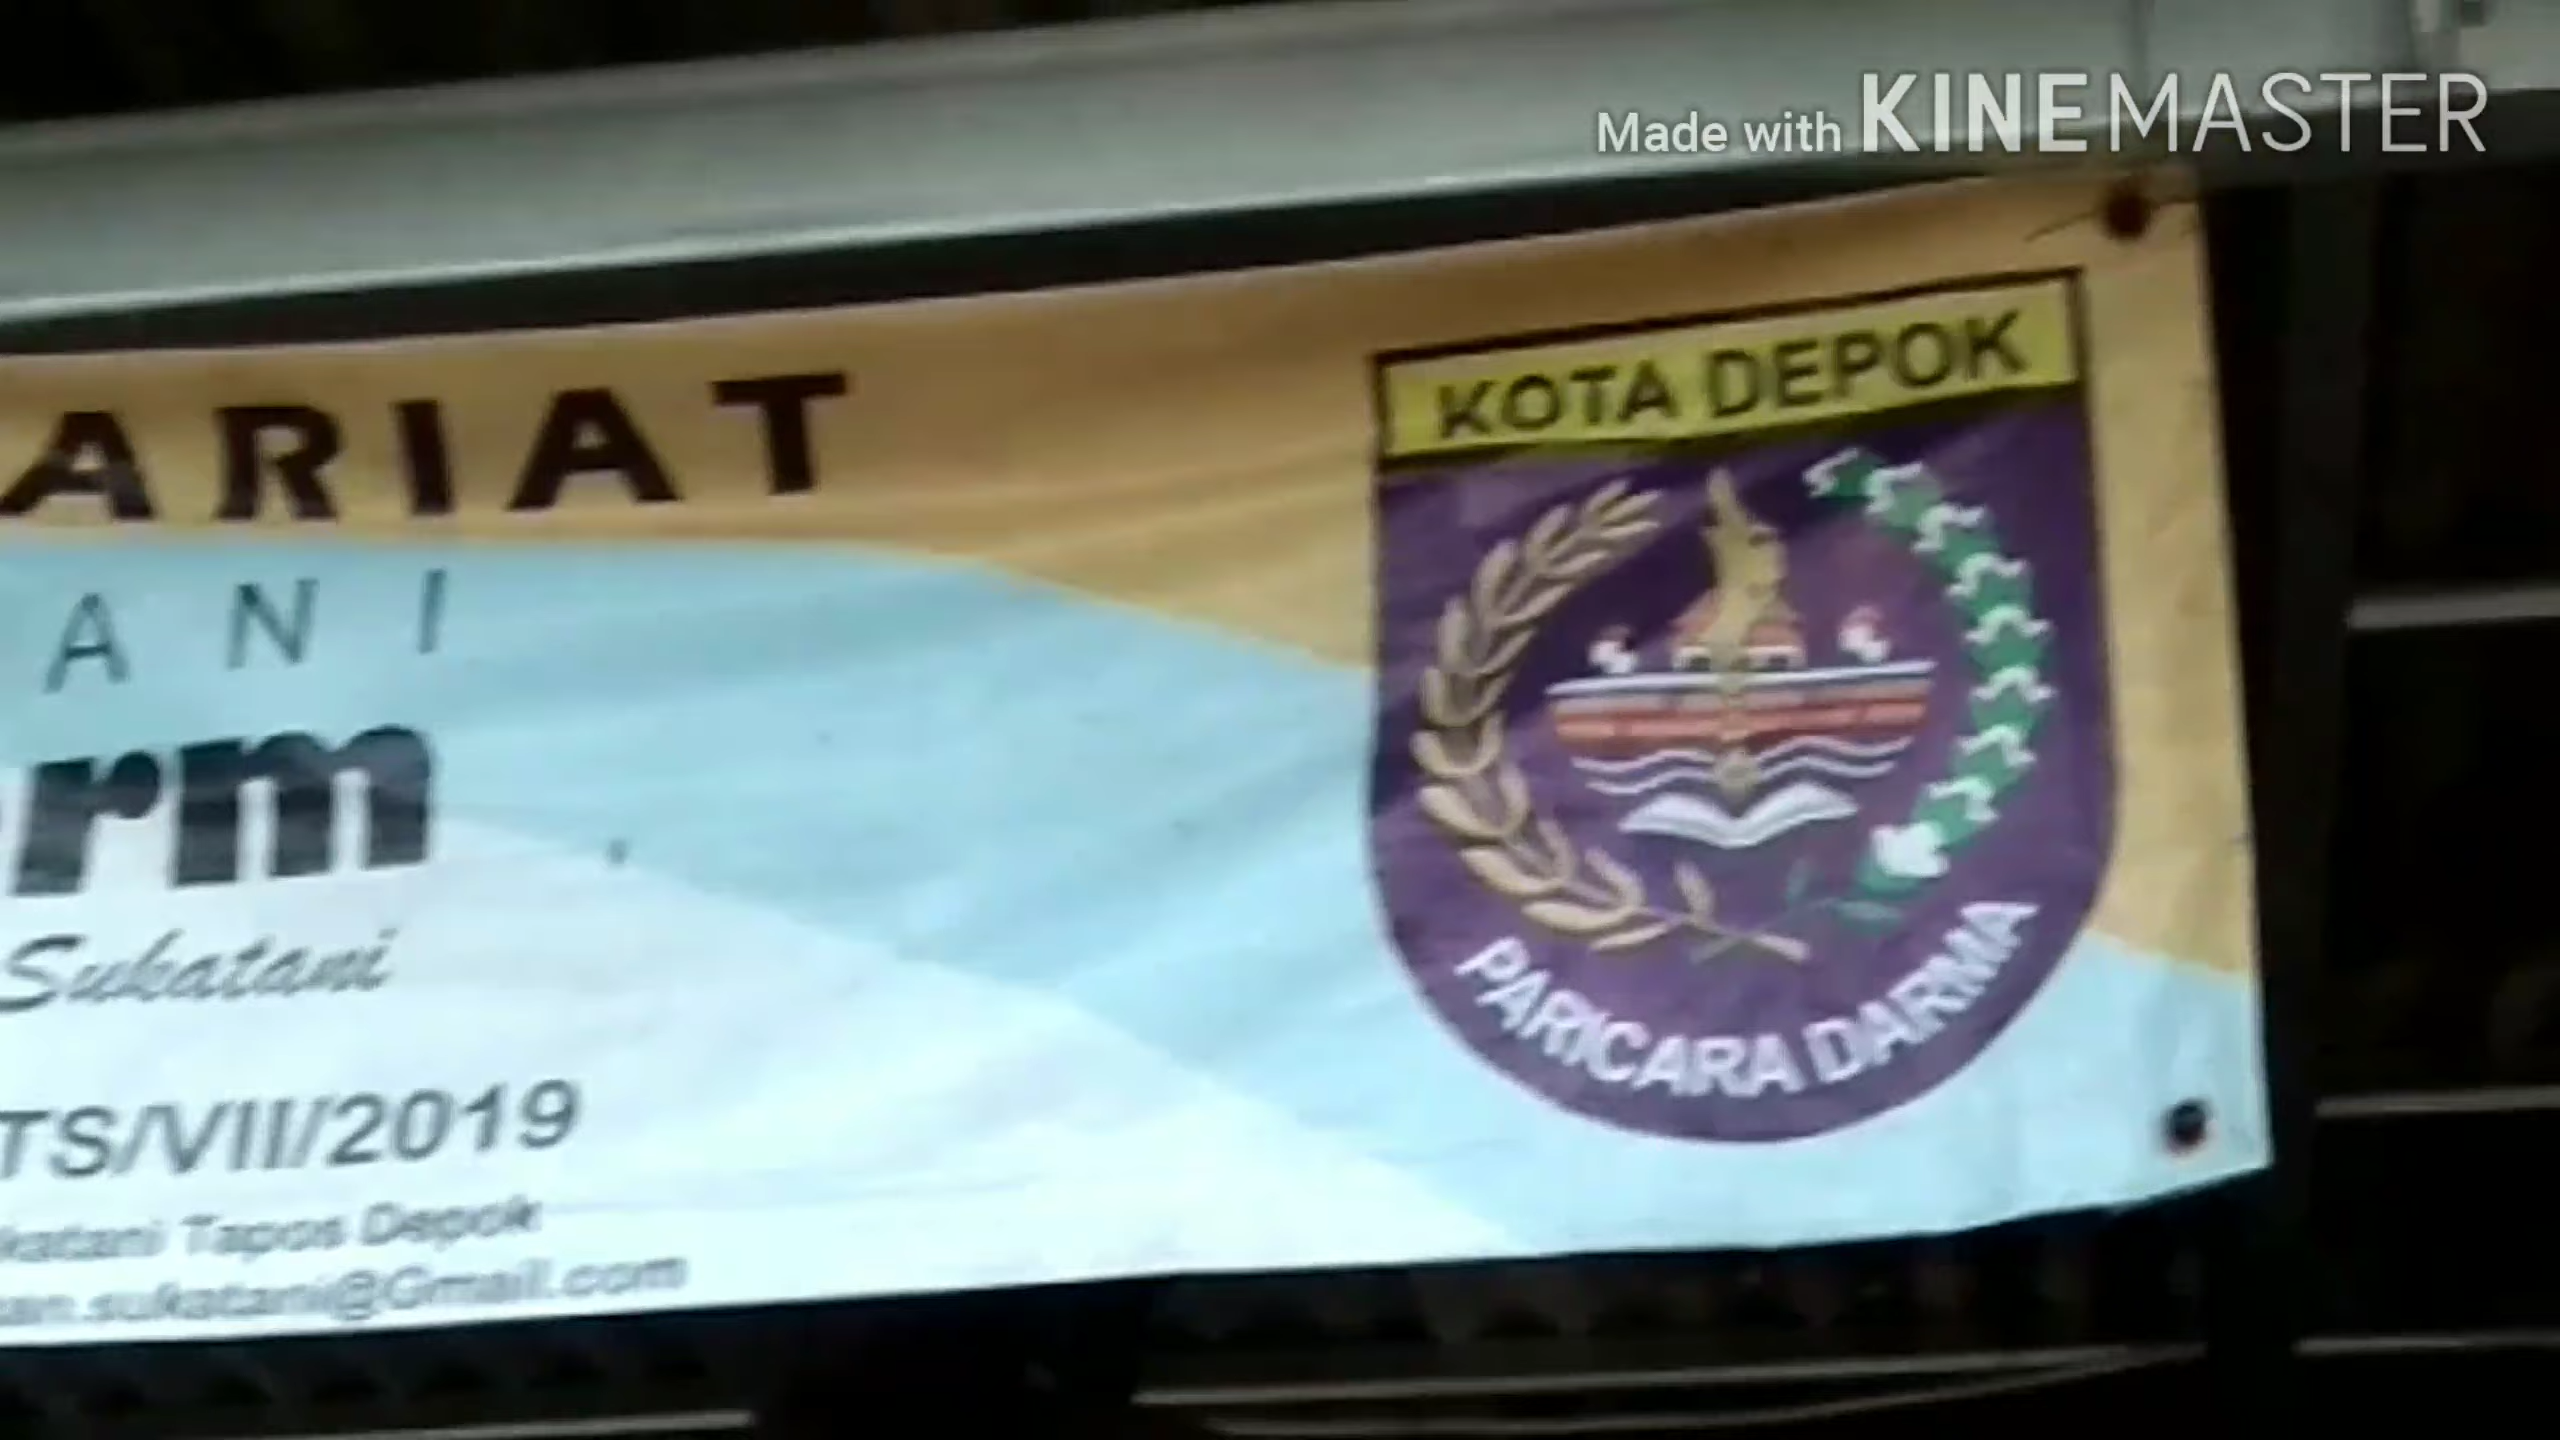 Made with KINEMASTER
KOTA DEPOK
ARIAT
ANI
rm
Sukatani
TS/VII/2019
katani Tapos Depok
an.sukatani@Gmail.com
PARICARA DARMA